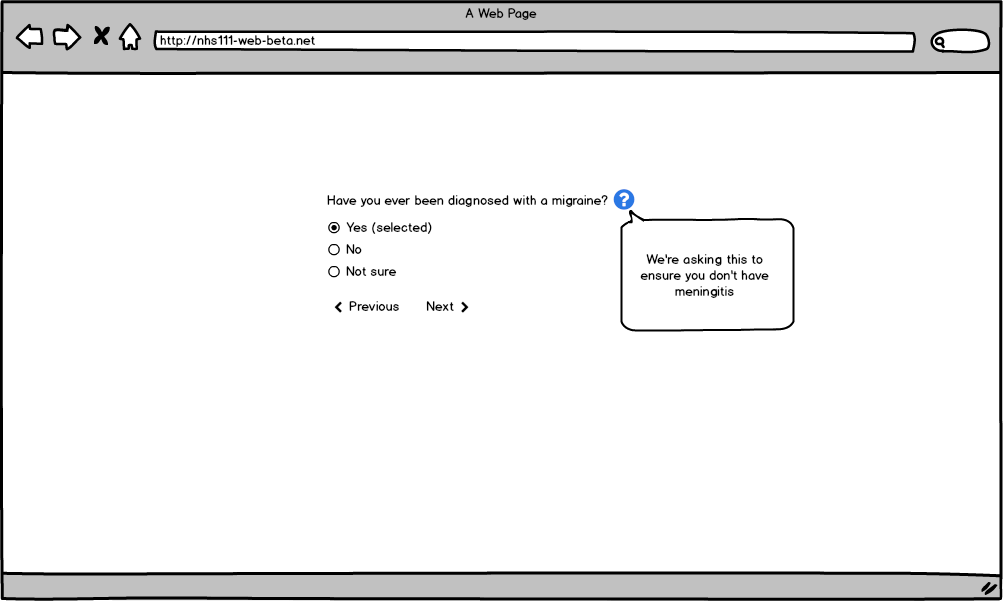 A Web Page
http://nhs111-web-beta.net
Have you ever been diagnosed with a migraine? ?
Yes (selected)
No
Not sure
Previous Next
We're asking this to
ensure you don't have
meningitis